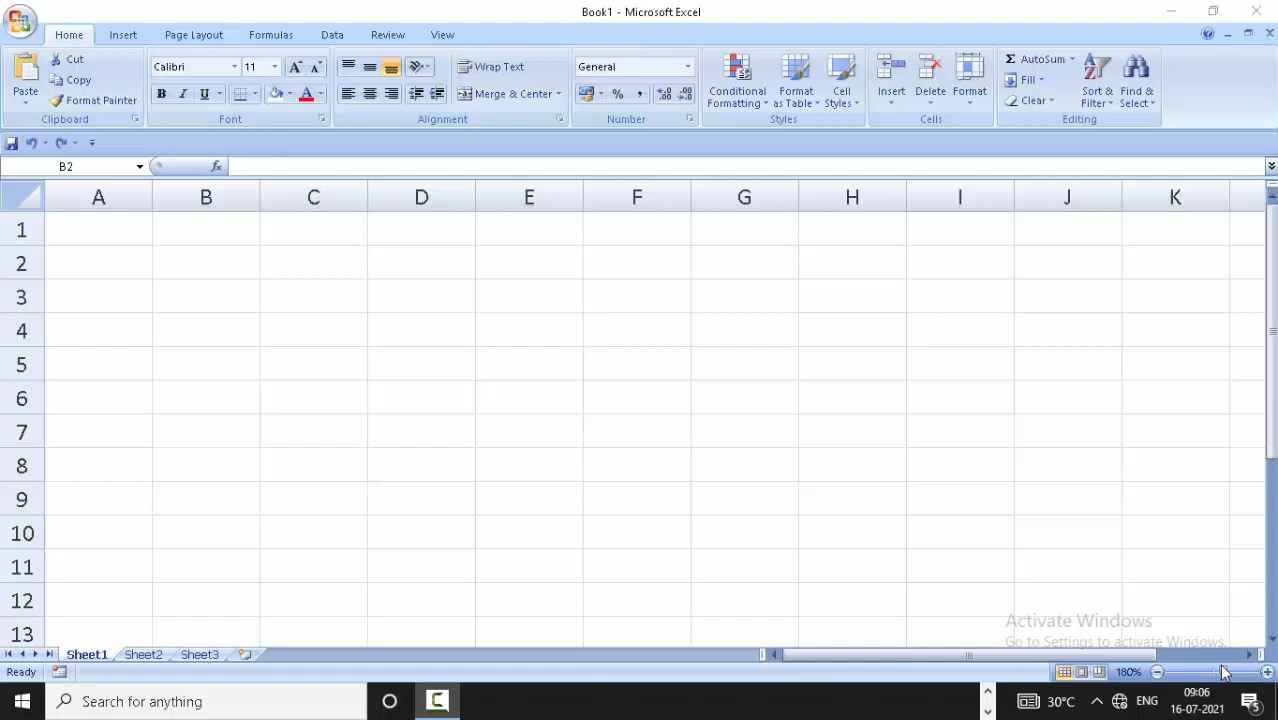 Book1 - Microsoft Excel
Home Insert Page Layout Formulas Data Review View
Paste
Cut
Copy
Format Painter
Clipboard
Calibri 11
B I U
A
Font
Wrap Text
Merge & Center
Alignment
General
%
,
Number
Conditional Formatting
Format as Table
Cell Styles
Styles
Insert
Delete
Format
Cells
Σ AutoSum
Fill
Clear
Sort & Filter
Find & Select
Editing
B2 fx
A B C D E F G H I J K
1
2
3
4
5
6
7
8
9
10
11
12
13
Activate Windows
Go to Settings to activate Windows.
Sheet1 Sheet2 Sheet3
Ready 180%
Search for anything
30°C ENG
09:06
16-07-2021
5